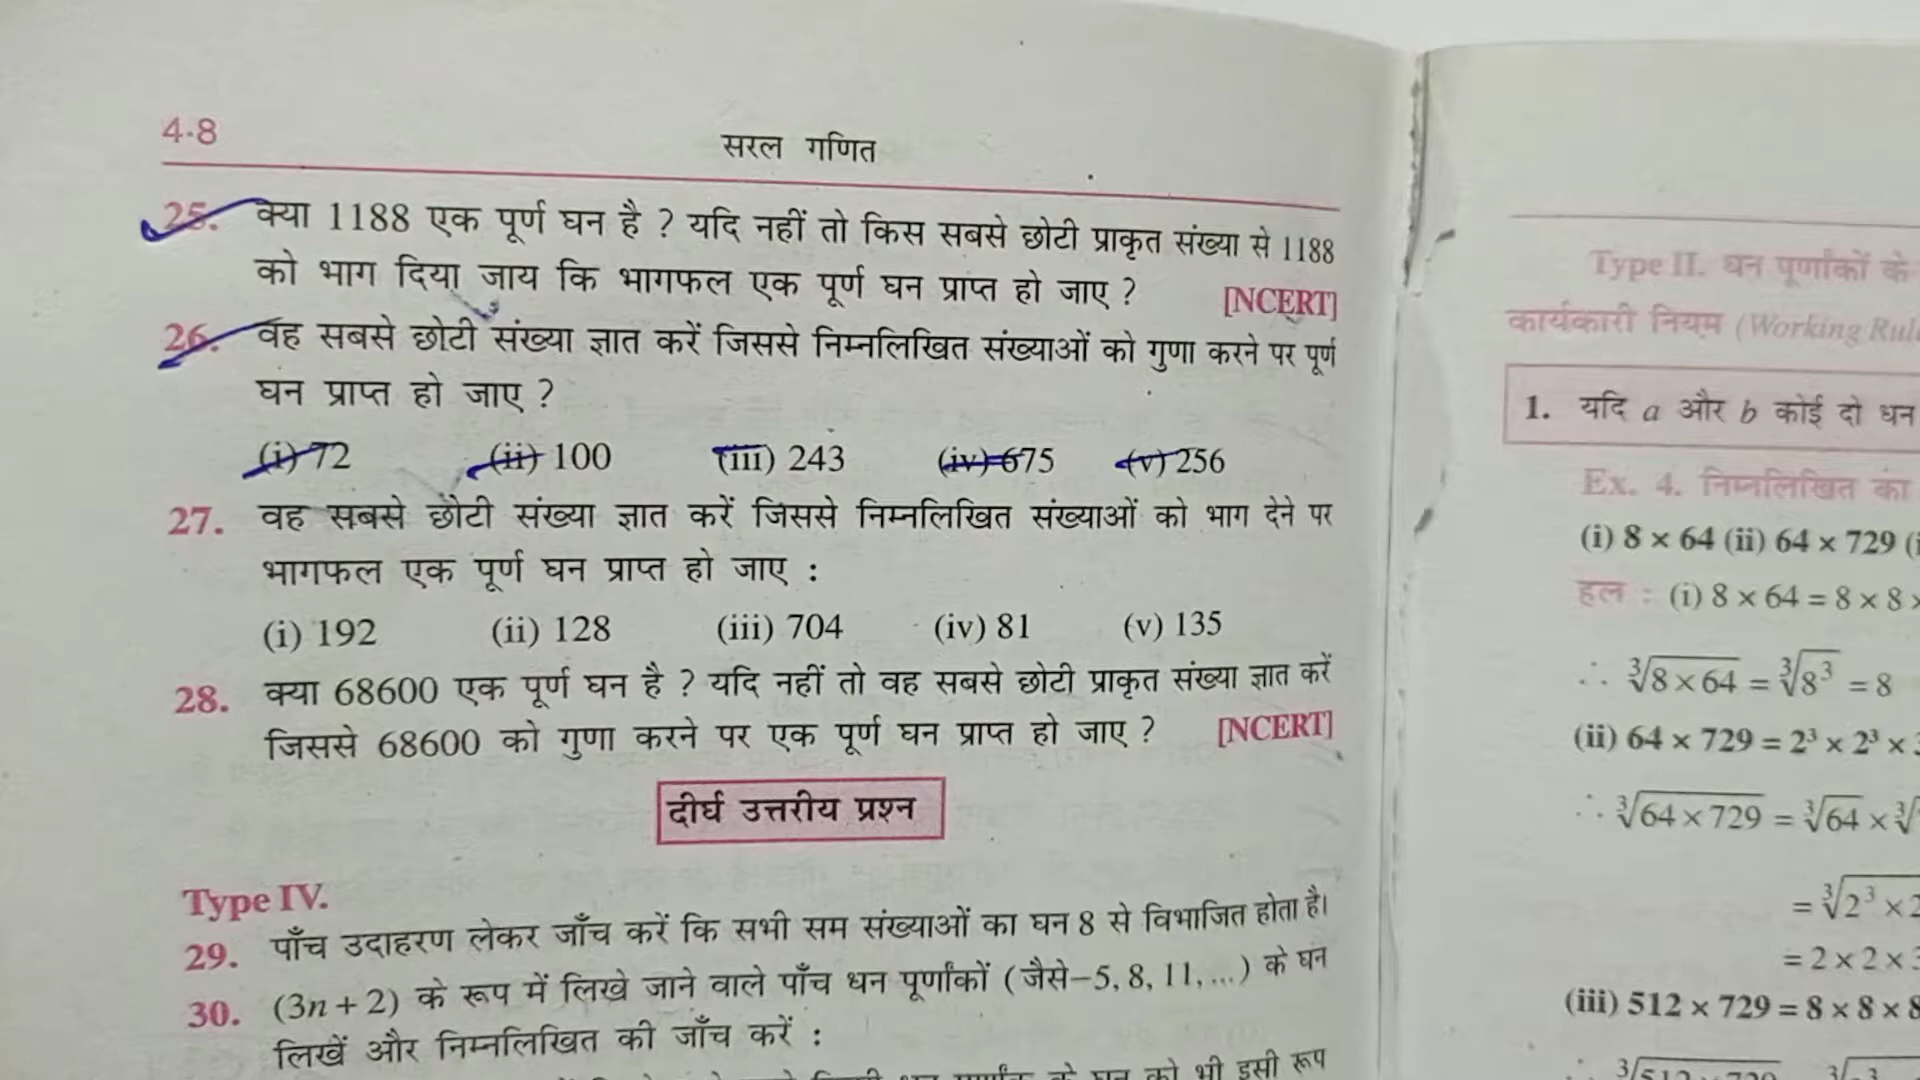 4·8
सरल गणित
25. क्या 1188 एक पूर्ण घन है ? यदि नहीं तो किस सबसे छोटी प्राकृत संख्या से 1188
को भाग दिया जाय कि भागफल एक पूर्ण घन प्राप्त हो जाए ? [NCERT]
26. वह सबसे छोटी संख्या ज्ञात करें जिससे निम्नलिखित संख्याओं को गुणा करने पर पूर्ण
घन प्राप्त हो जाए ?
(i) 72 (ii) 100 (iii) 243 (iv) 675 (v) 256
27. वह सबसे छोटी संख्या ज्ञात करें जिससे निम्नलिखित संख्याओं को भाग देने पर
भागफल एक पूर्ण घन प्राप्त हो जाए :
(i) 192 (ii) 128 (iii) 704 (iv) 81 (v) 135
28. क्या 68600 एक पूर्ण घन है ? यदि नहीं तो वह सबसे छोटी प्राकृत संख्या ज्ञात करें
जिससे 68600 को गुणा करने पर एक पूर्ण घन प्राप्त हो जाए ? [NCERT]
दीर्घ उत्तरीय प्रश्न
Type IV.
29. पाँच उदाहरण लेकर जाँच करें कि सभी सम संख्याओं का घन 8 से विभाजित होता है।
30. (3n + 2) के रूप में लिखे जाने वाले पाँच धन पूर्णांकों (जैसे–5, 8, 11, ...) के घन
लिखें और निम्नलिखित की जाँच करें :
को भी इसी रूप
Type II. घन पूर्णांकों के
कार्यकारी नियम (Working
1. यदि a और b कोई दो धन
Ex. 4. निम्नलिखित का
(i) 8 × 64 (ii) 64 × 729
हल : (i) 8 × 64 = 8 × 8 ×
∴ ∛8 × 64 = ∛8³ = 8
(ii) 64 × 729 = 2³ × 2³ ×
∴ ∛64 × 729 = ∛64 ×
= ∛2³ ×
= 2 × 2 ×
(iii) 512 × 729 = 8 × 8 × 8